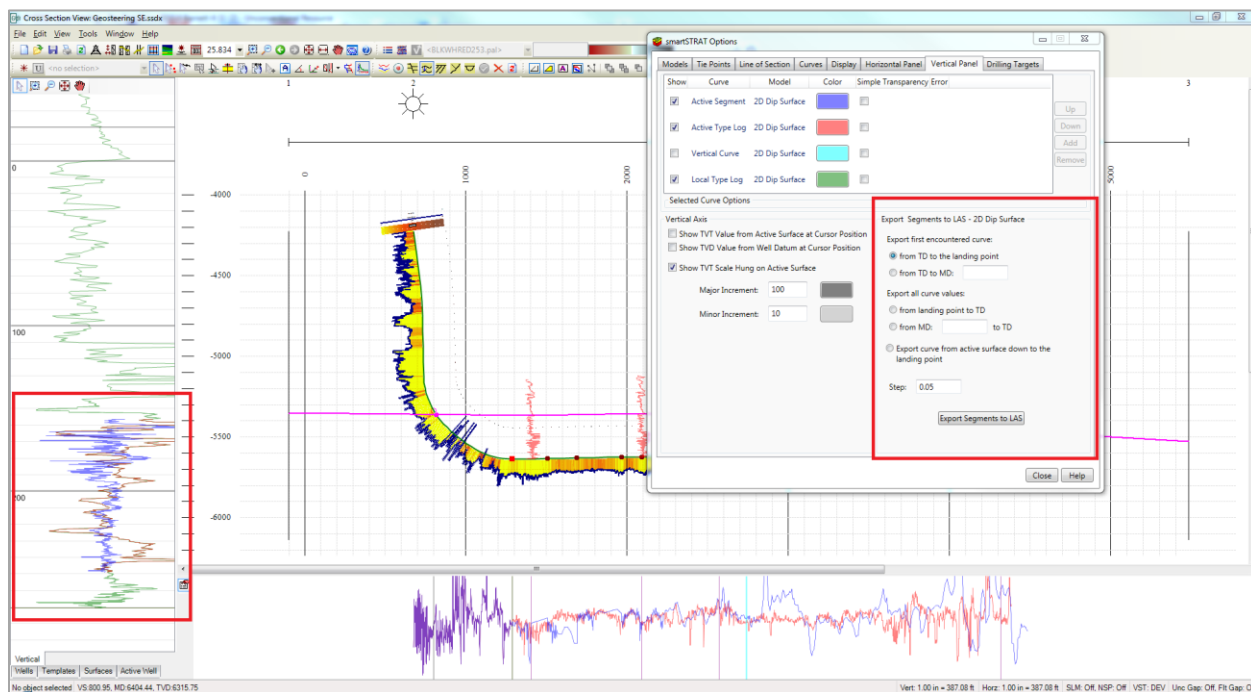 Cross Section View: Geosteering SE.ssdx
File Edit View Tools Window Help
25.834 <BLKWHRED253.pal>
<no selection>
1 2 3
0
100
200
0 1000 2000 5000
-4000
-4500
-5000
-5500
-6000
smartSTRAT Options
Models Tie Points Line of Section Curves Display Horizontal Panel Vertical Panel Drilling Targets
Show Curve Model Color Simple Transparency Error
Active Segment 2D Dip Surface
Active Type Log 2D Dip Surface
Vertical Curve 2D Dip Surface
Local Type Log 2D Dip Surface
Up
Down
Add
Remove
Selected Curve Options
Vertical Axis
Show TVT Value from Active Surface at Cursor Position
Show TVD Value from Well Datum at Cursor Position
Show TVT Scale Hung on Active Surface
Major Increment: 100
Minor Increment: 10
Export Segments to LAS - 2D Dip Surface
Export first encountered curve:
from TD to the landing point
from TD to MD:
Export all curve values:
from landing point to TD
from MD: to TD
Export curve from active surface down to the
landing point
Step: 0.05
Export Segments to LAS
Close Help
Vertical
Wells Templates Surfaces Active Well
No object selected VS:800.95, MD:6404.44, TVD:6315.75
Vert: 1.00 in = 387.08 ft Horz: 1.00 in = 387.08 ft SLM: Off, NSP: Off VST: DEV Unc Gap: Off, Flt Gap: O